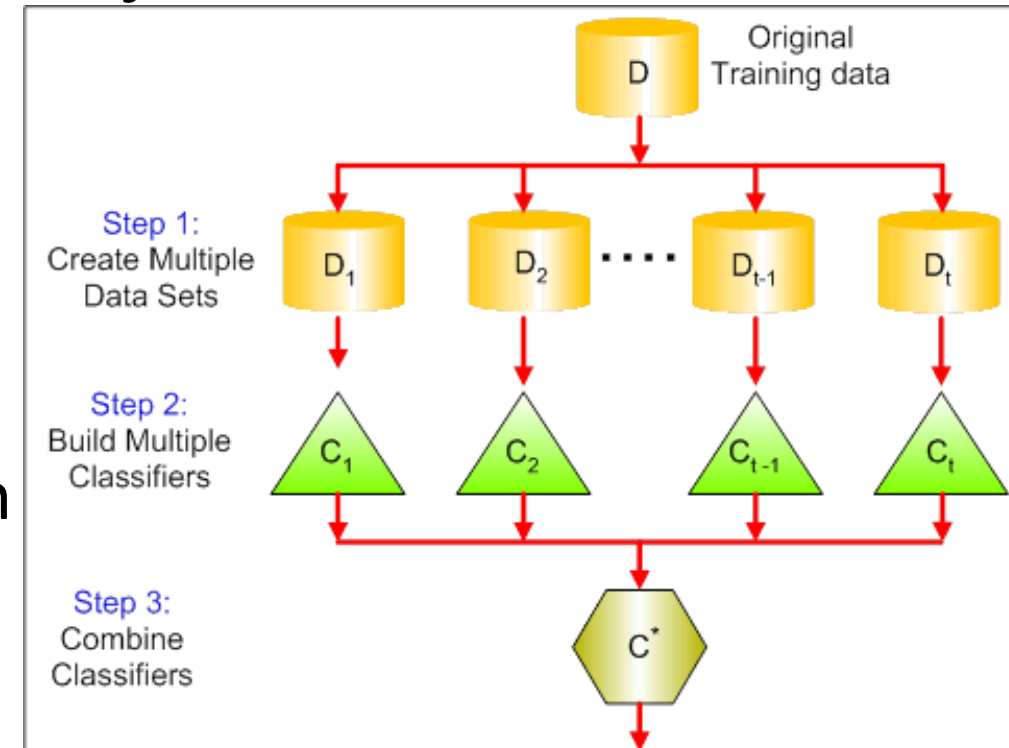 Original
Training data
D
Step 1:
Create Multiple
Data Sets
D₁
D₂
....
Dₜ₋₁
Dₜ
Step 2:
Build Multiple
Classifiers
C₁
C₂
Cₜ₋₁
Cₜ
n
Step 3:
Combine
Classifiers
C*